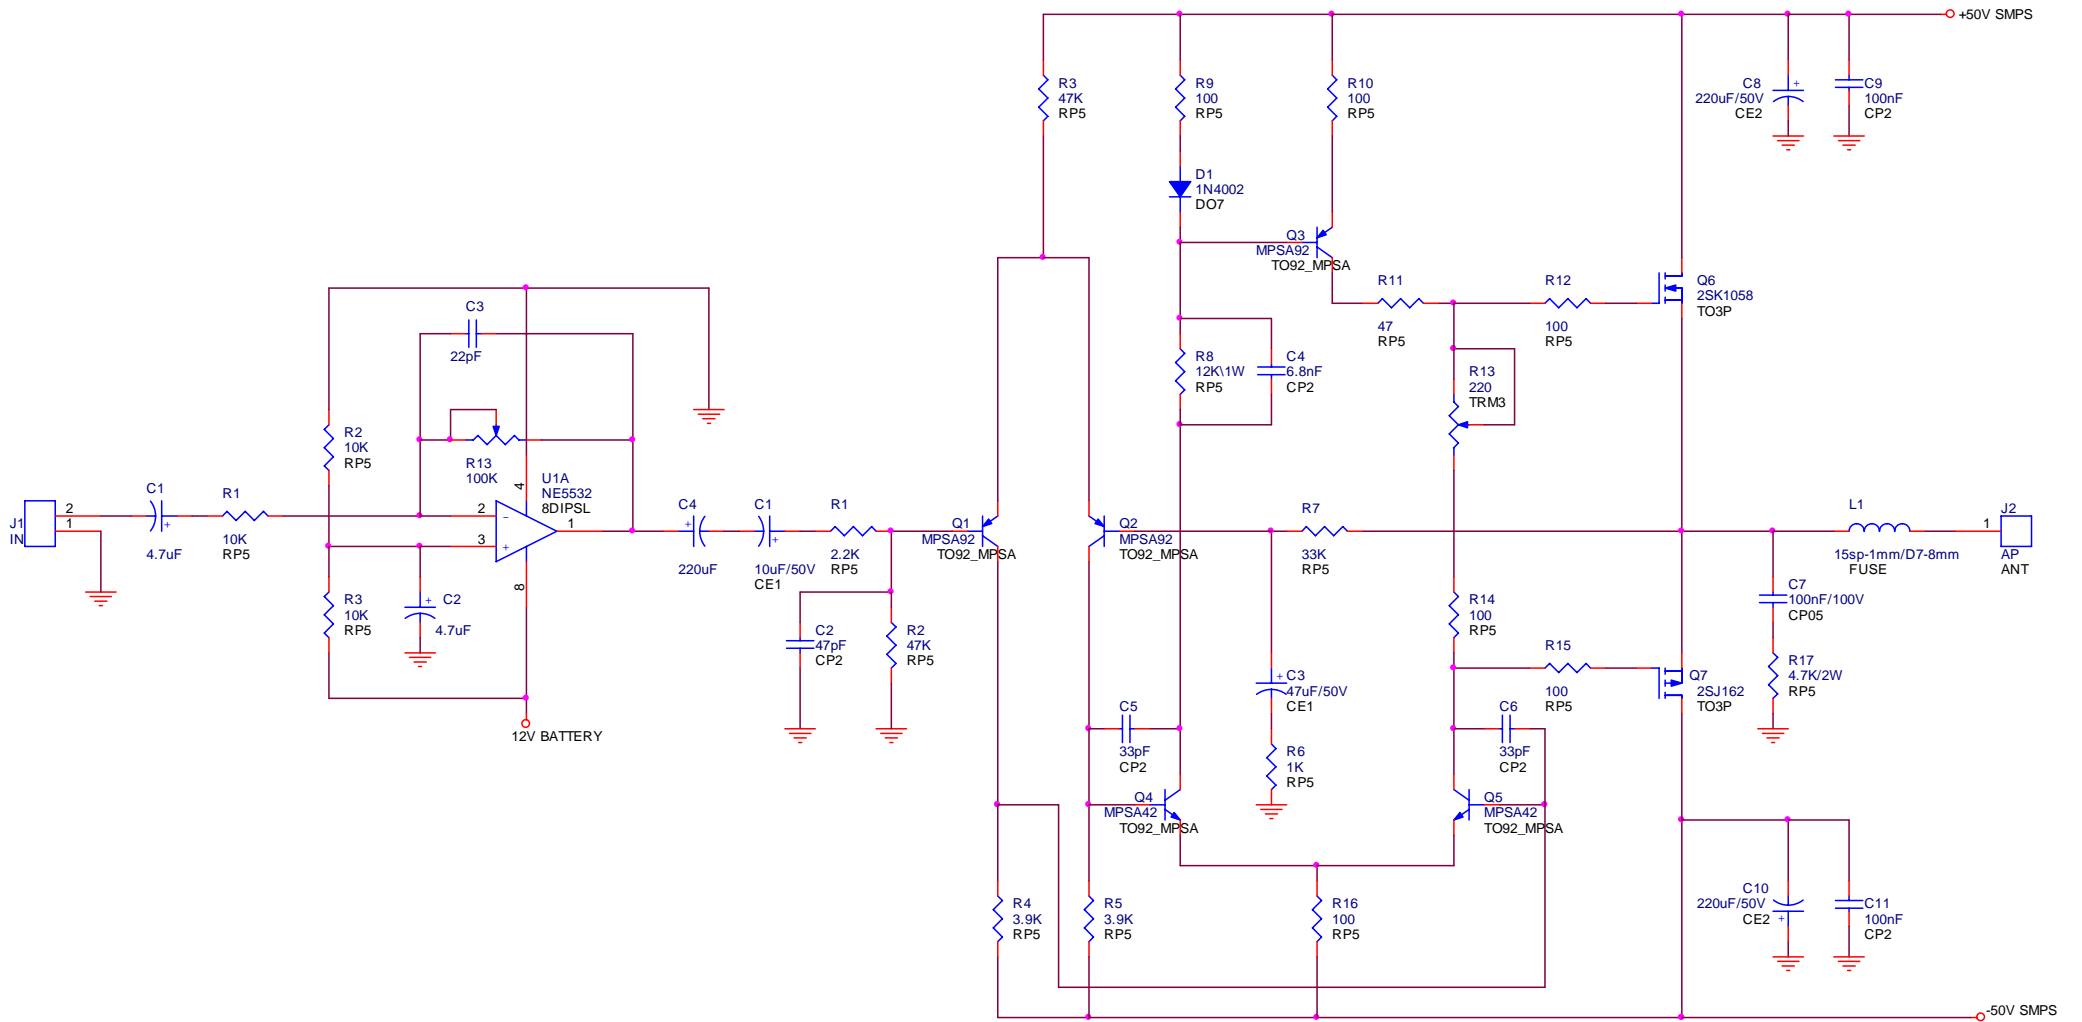 +50V SMPS
R3
47K
RP5
R9
100
RP5
R10
100
RP5
C8
220uF/50V
CE2
+
C9
100nF
CP2
D1
1N4002
DO7
Q3
MPSA92
TO92_MPSA
R11
47
RP5
R12
100
RP5
Q6
2SK1058
TO3P
C3
22pF
R8
12K\1W
RP5
C4
6.8nF
CP2
R13
220
TRM3
R2
10K
RP5
R13
100K
U1A
NE5532
8DIPSL
4
2
-
3
+
1
8
J1
IN
2
1
C1
+
4.7uF
R1
10K
RP5
C4
+
220uF
C1
+
10uF/50V
CE1
R1
2.2K
RP5
Q1
MPSA92
TO92_MPSA
Q2
MPSA92
TO92_MPSA
R7
33K
RP5
L1
15sp-1mm/D7-8mm
FUSE
1
J2
AP
ANT
R3
10K
RP5
+
C2
4.7uF
C2
47pF
CP2
R2
47K
RP5
R14
100
RP5
C7
100nF/100V
CP05
R15
100
RP5
Q7
2SJ162
TO3P
R17
4.7K/2W
RP5
+
C3
47uF/50V
CE1
12V BATTERY
C5
33pF
CP2
C6
33pF
CP2
R6
1K
RP5
Q4
MPSA42
TO92_MPSA
Q5
MPSA42
TO92_MPSA
R4
3.9K
RP5
R5
3.9K
RP5
R16
100
RP5
C10
220uF/50V
CE2
+
C11
100nF
CP2
-50V SMPS